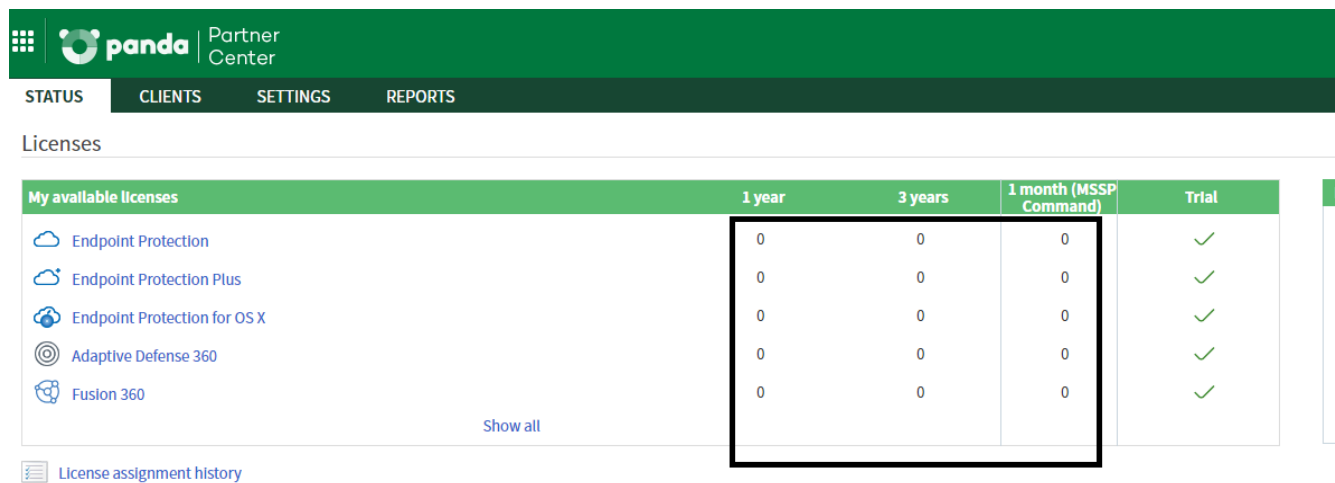 panda Partner Center
STATUS CLIENTS SETTINGS REPORTS
Licenses
My available licenses 1 year 3 years 1 month (MSSP Command) Trial
Endpoint Protection 0 0 0
Endpoint Protection Plus 0 0 0
Endpoint Protection for OS X 0 0 0
Adaptive Defense 360 0 0 0
Fusion 360 0 0 0
Show all
License assignment history